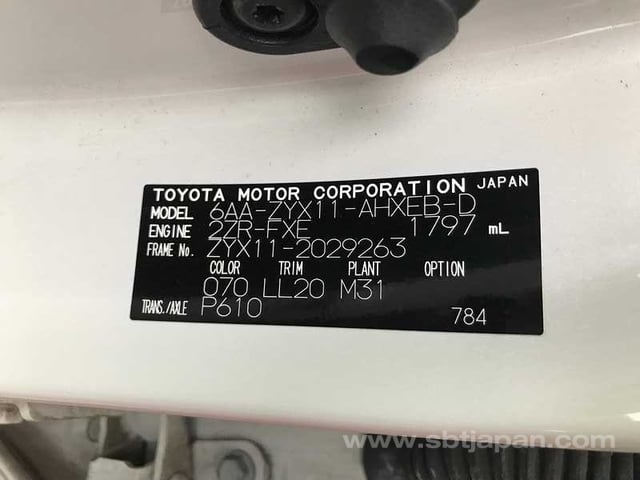 TOYOTA MOTOR CORPORATION JAPAN
MODEL 6AA-ZYX11-AHXEB-D
ENGINE 2ZR-FXE 1797 mL
FRAME No. ZYX11-2029263
COLOR TRIM PLANT OPTION
070 LL20 M31
TRANS./AXLE P610 784
www.sbtjapan.com